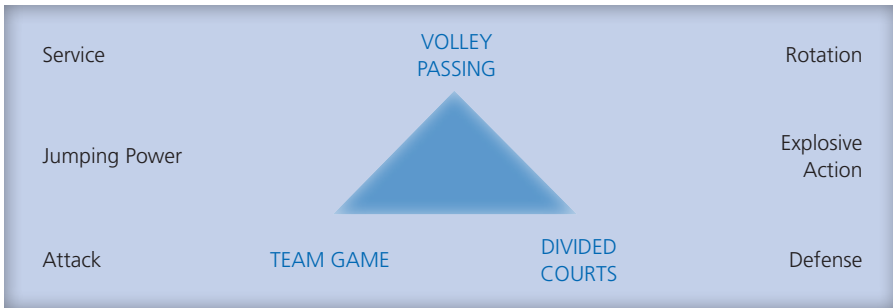 Service
VOLLEY
PASSING
Rotation
Jumping Power
Explosive
Action
Attack
TEAM GAME
DIVIDED
COURTS
Defense